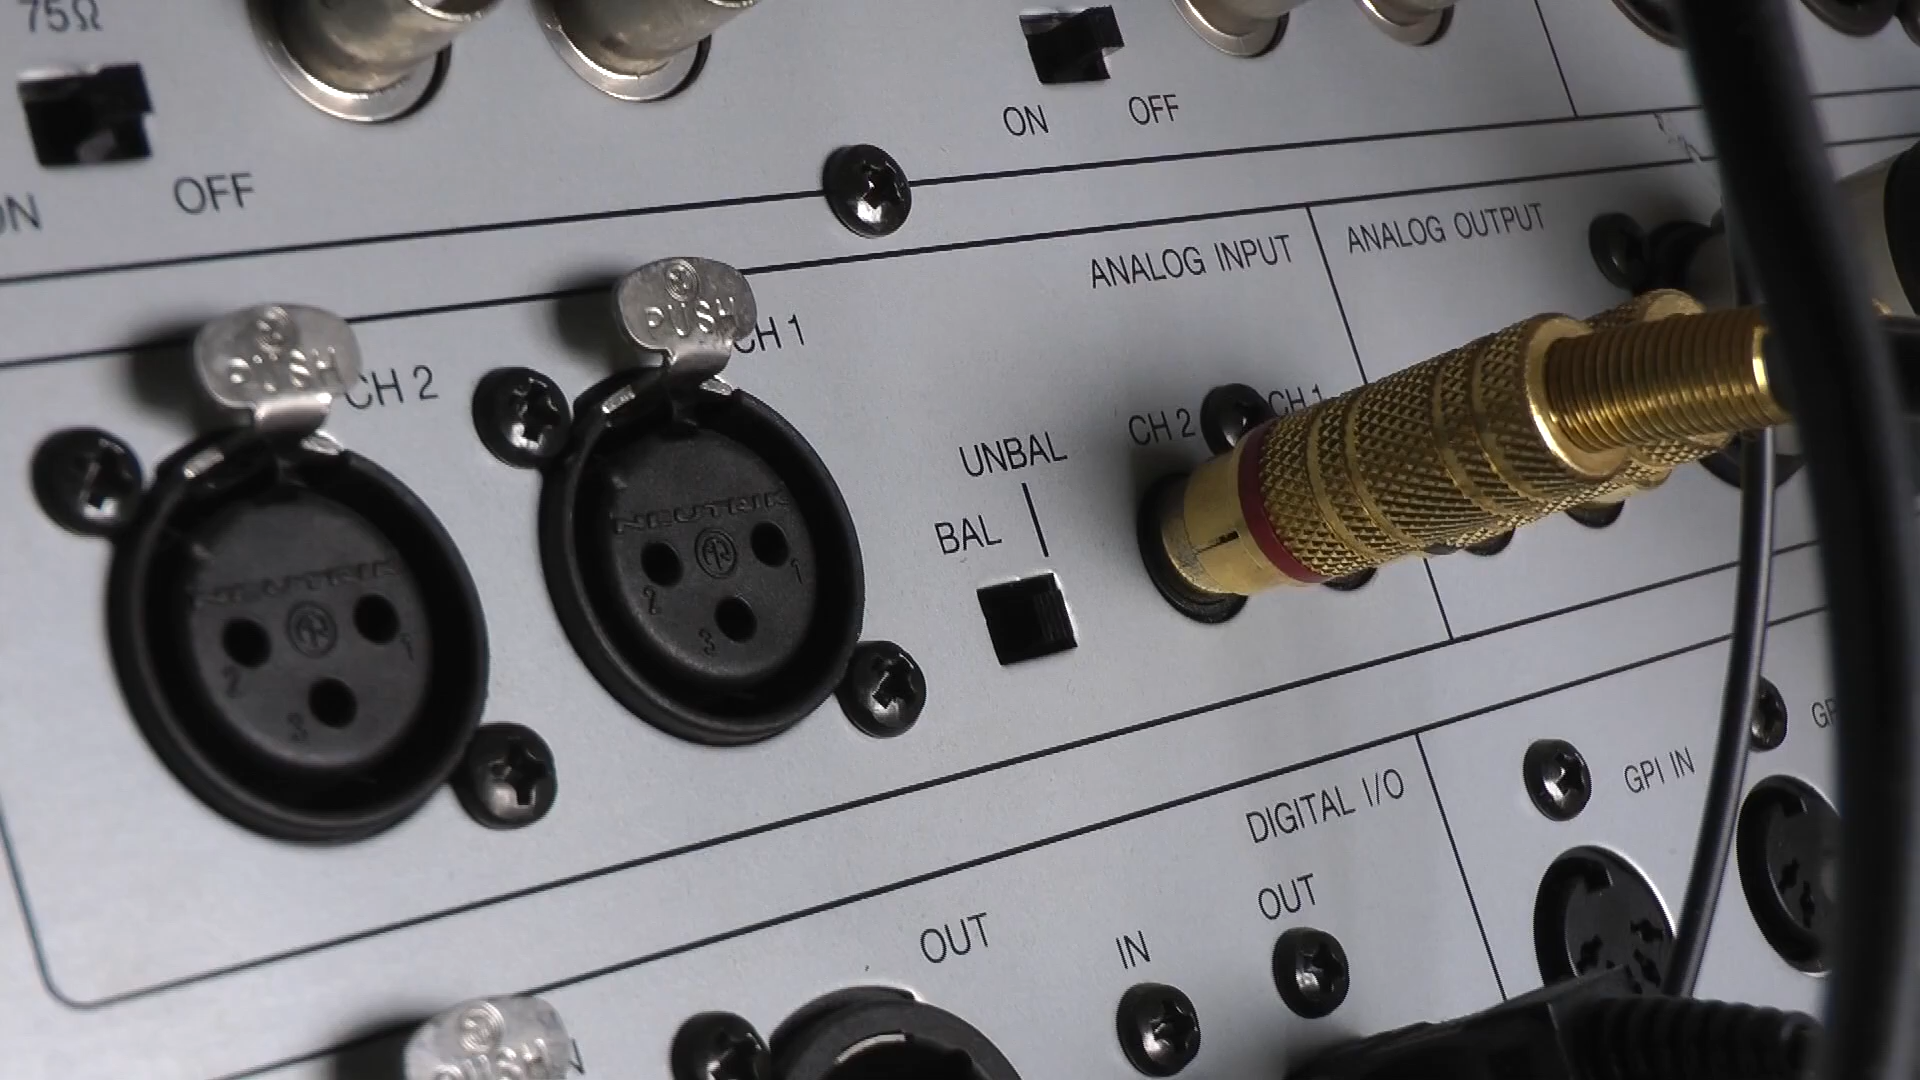 75Ω
ON OFF
OFF
ANALOG INPUT
ANALOG OUTPUT
PUSH
PUSH
CH 1
CH 2
CH 2
CH 1
UNBAL
BAL
NEUTRIK
2 1
3
NEUTRIK
2 1
3
GPI IN
DIGITAL I/O
OUT
OUT
IN
PUSH